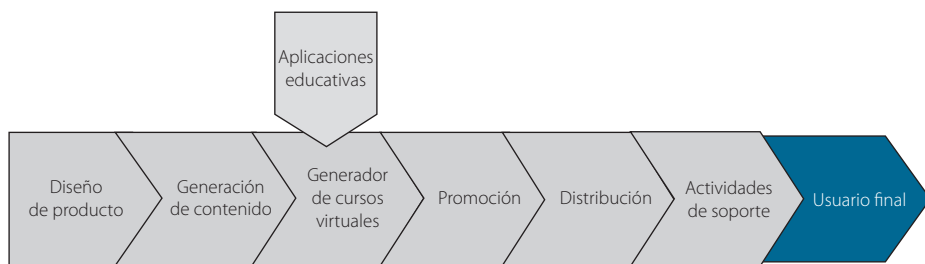 Aplicaciones
educativas
Diseño
de producto
Generación
de contenido
Generador
de cursos
virtuales
Promoción
Distribución
Actividades
de soporte
Usuario final